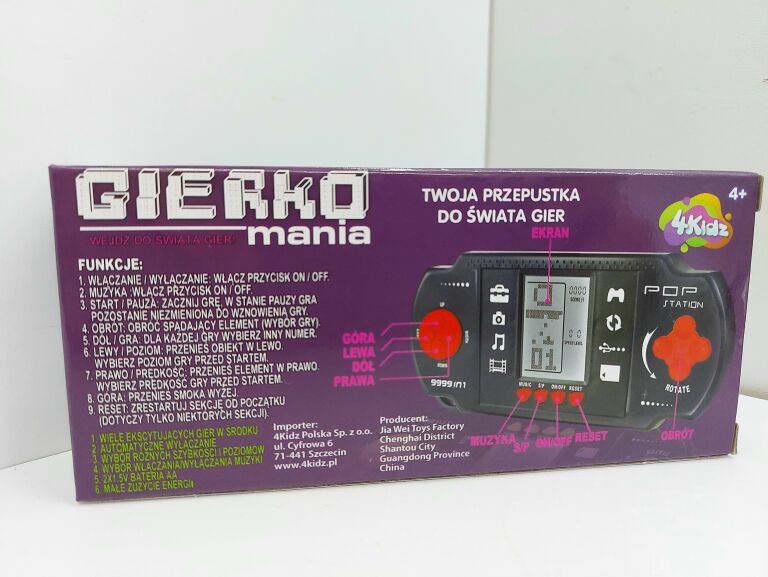 GIERKO
WEJDŹ DO ŚWIATA GIER!
mania
TWOJA PRZEPUSTKA
DO ŚWIATA GIER
4+
4Kidz
FUNKCJE:
1. WŁĄCZANIE / WYŁĄCZANIE: WŁĄCZ PRZYCISK ON / OFF.
2. MUZYKA :WŁĄCZ PRZYCISK ON / OFF.
3. START / PAUZA: ZACZNIJ GRĘ, W STANIE PAUZY GRA
POZOSTANIE NIEZMIENIONA DO WZNOWIENIA GRY.
4. OBRÓT: OBRÓĆ SPADAJĄCY ELEMENT (WYBÓR GRY).
5. DÓŁ / GRA: DLA KAŻDEJ GRY WYBIERZ INNY NUMER.
6. LEWY / POZIOM: PRZENIEŚ OBIEKT W LEWO.
WYBIERZ POZIOM GRY PRZED STARTEM.
7. PRAWO / PRĘDKOŚĆ: PRZENIEŚ ELEMENT W PRAWO.
WYBIERZ PRĘDKOŚĆ GRY PRZED STARTEM.
8. GÓRA: PRZENIEŚ SMOKA WYŻEJ.
9. RESET: ZRESTARTUJ SEKCJE OD POCZĄTKU
(DOTYCZY TYLKO NIEKTÓRYCH SEKCJI).
1. WIELE EKSCYTUJĄCYCH GIER W ŚRODKU
2. AUTOMATYCZNE WYŁĄCZANIE
3. WYBÓR RÓŻNYCH SZYBKOŚCI I POZIOMÓW
4. WYBÓR WŁĄCZANIA/WYŁĄCZANIA MUZYKI
5. 2X1.5V BATERIA AA
6. MAŁE ZUŻYCIE ENERGII
Importer:
4Kidz Polska Sp. z o.o.
ul. Cyfrowa 6
71-441 Szczecin
www.4kidz.pl
Producent:
Jia Wei Toys Factory
Chenghai District
Shantou City
Guangdong Province
China
EKRAN
GÓRA
LEWA
DÓŁ
PRAWA
UP
DOWN
9999 IN 1
SCORE
SPEED LEVEL
01
POP
STATION
ROTATE
MUSIC
S/P
ON/OFF
RESET
MUZYKA
S/P
ON/OFF
RESET
OBRÓT